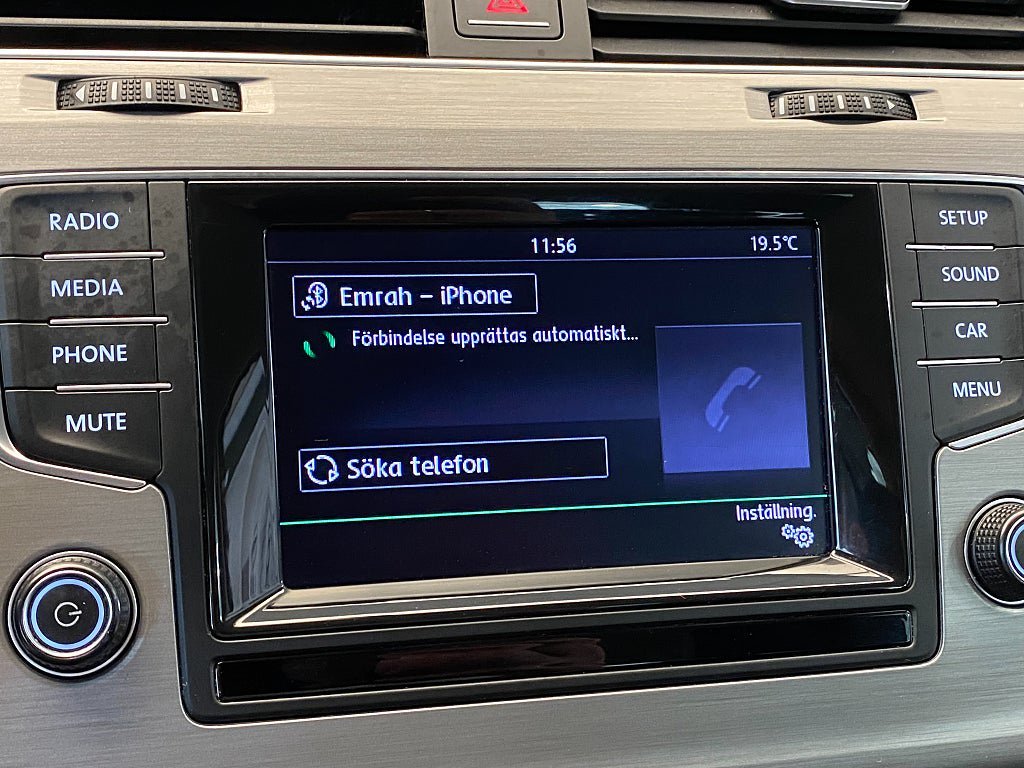 RADIO
MEDIA
PHONE
MUTE
11:56
19.5°C
Emrah – iPhone
Förbindelse upprättas automatiskt...
Söka telefon
Inställning.
SETUP
SOUND
CAR
MENU